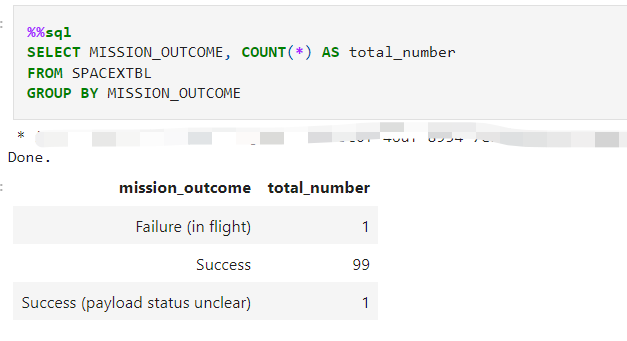 %%sql
SELECT MISSION_OUTCOME, COUNT(*) AS total_number
FROM SPACEXTBL
GROUP BY MISSION_OUTCOME
*
Done.
mission_outcome total_number
Failure (in flight) 1
Success 99
Success (payload status unclear) 1